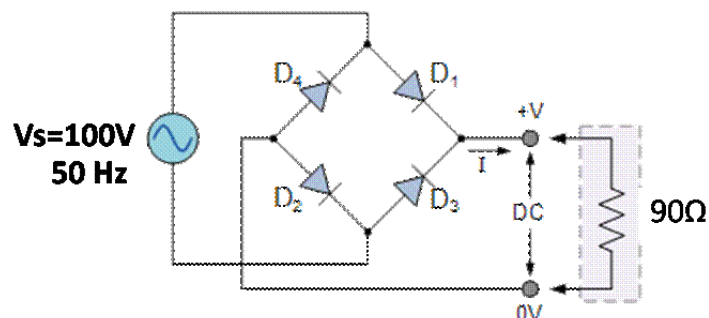 D₄
D₁
Vs=100V
50 Hz
D₂
D₃
I
+V
DC
0V
90Ω